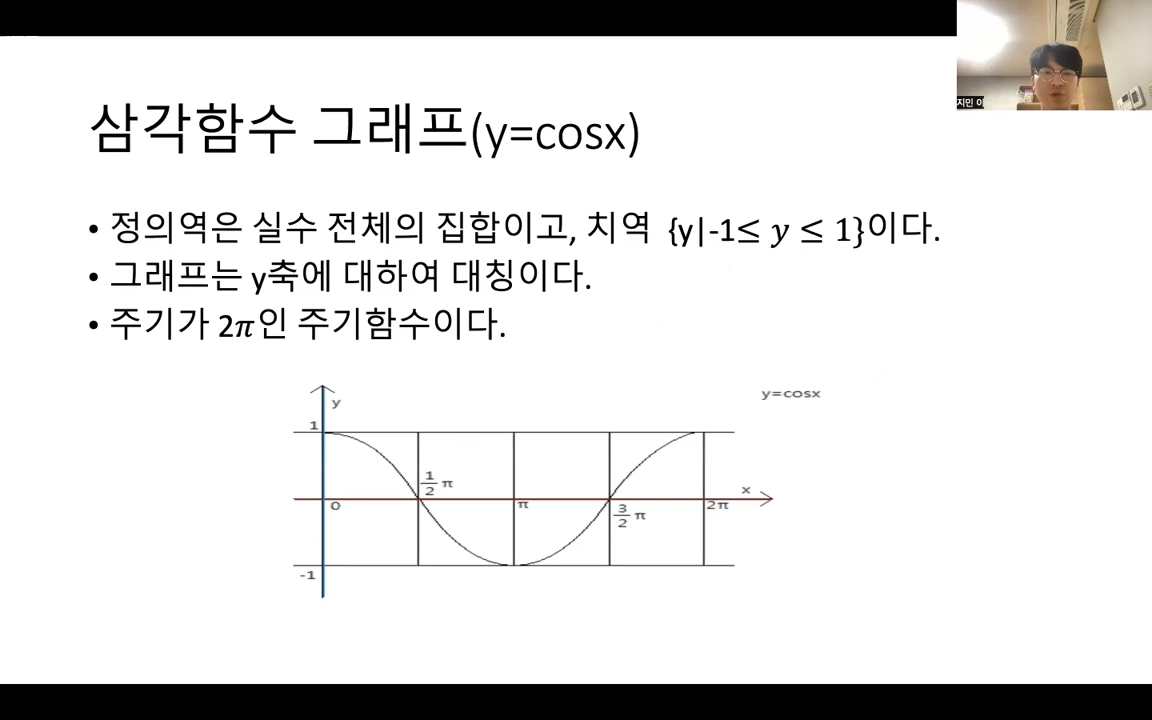 지민 이
삼각함수 그래프(y=cosx)
• 정의역은 실수 전체의 집합이고, 치역 {y|-1≤ y ≤ 1}이다.
• 그래프는 y축에 대하여 대칭이다.
• 주기가 2π인 주기함수이다.
y=cosx
y
1
1/2 π
x
0
π
3/2 π
2π
-1